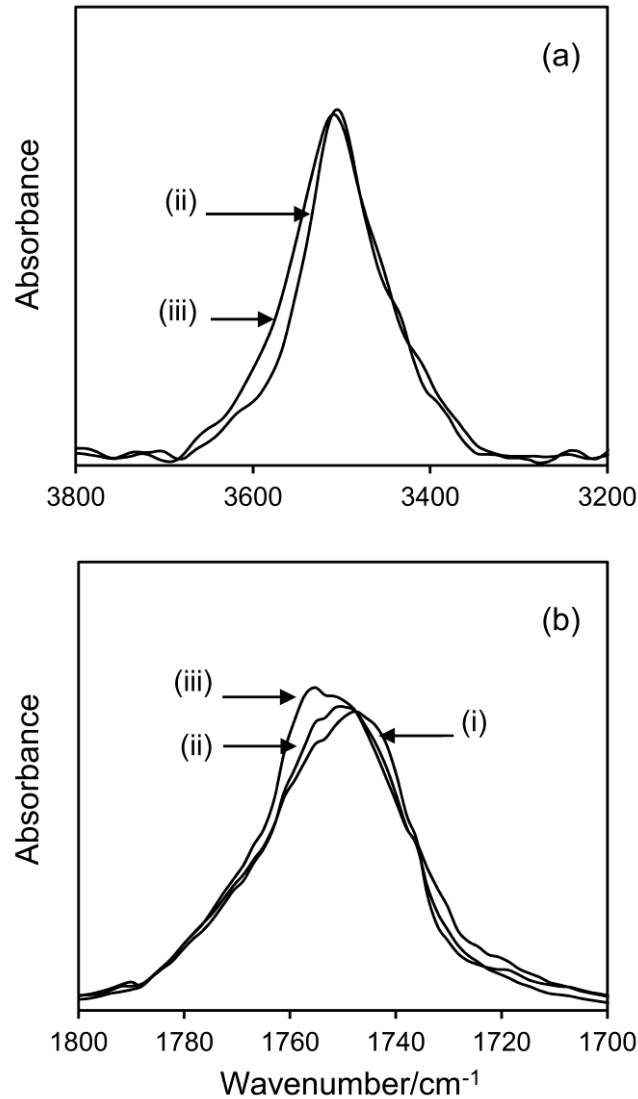 (a)
Absorbance
(ii)
(iii)
3800 3600 3400 3200
(b)
Absorbance
(iii)
(ii)
(i)
1800 1780 1760 1740 1720 1700
Wavenumber/cm⁻¹